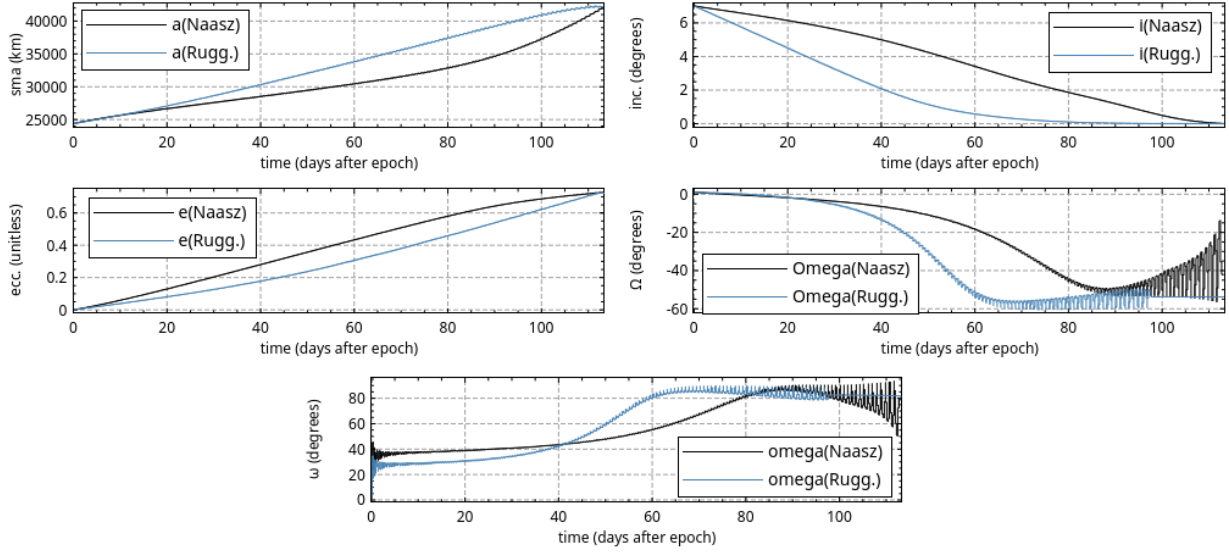 sma (km)
40000
35000
30000
25000
a(Naasz)
a(Rugg.)
0
20
40
60
80
100
time (days after epoch)
inc. (degrees)
6
4
2
0
i(Naasz)
i(Rugg.)
0
20
40
60
80
100
time (days after epoch)
ecc. (unitless)
0.6
0.4
0.2
0
e(Naasz)
e(Rugg.)
0
20
40
60
80
100
time (days after epoch)
Ω (degrees)
0
-20
-40
-60
Omega(Naasz)
Omega(Rugg.)
0
20
40
60
80
100
time (days after epoch)
ω (degrees)
80
60
40
20
0
omega(Naasz)
omega(Rugg.)
0
20
40
60
80
100
time (days after epoch)